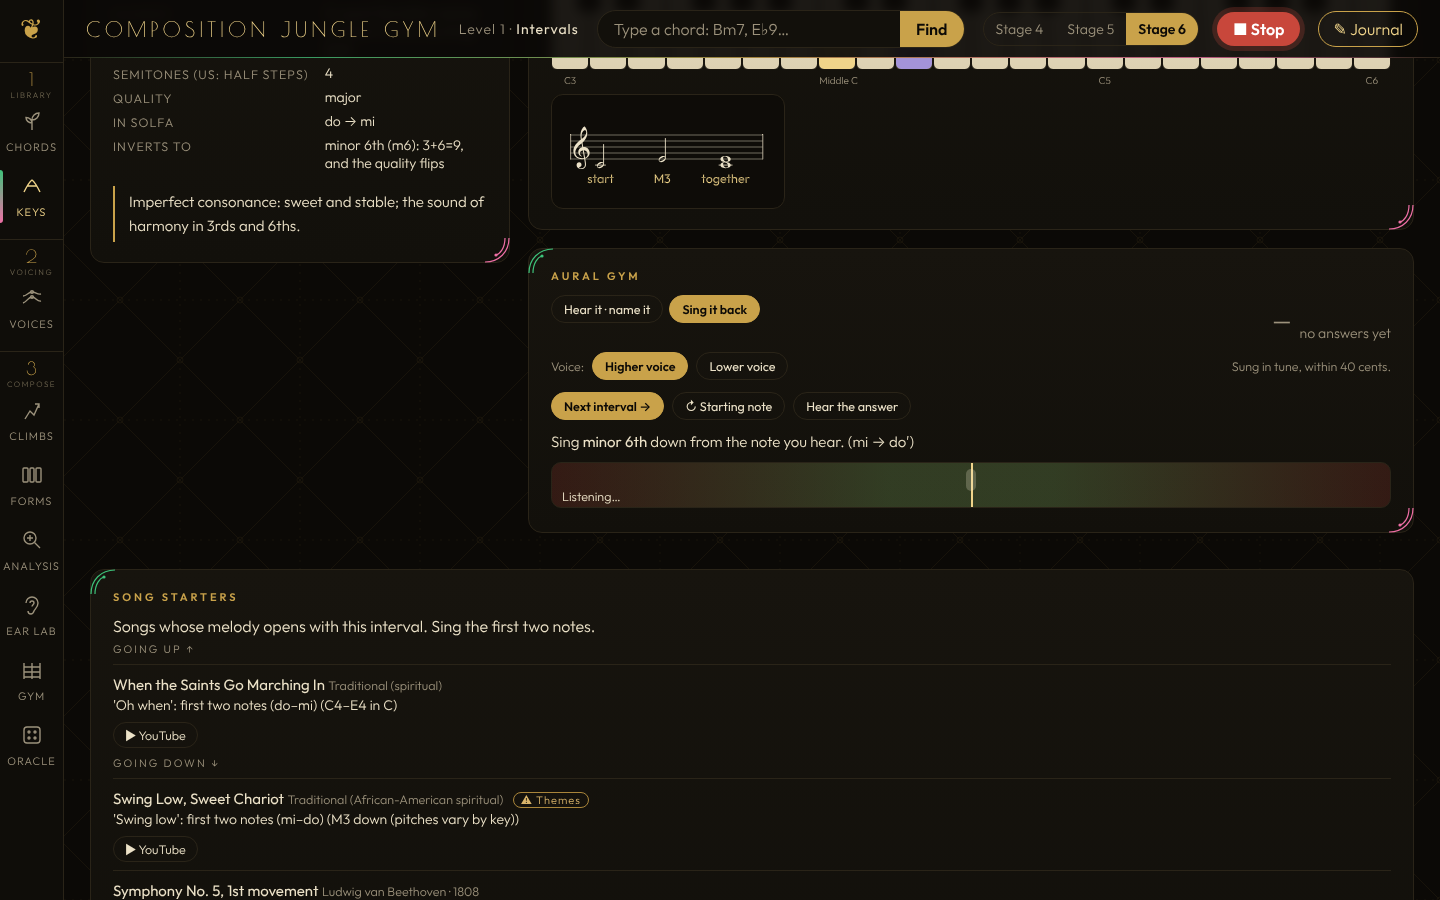 COMPOSITION JUNGLE GYM
Level 1 · Intervals
Type a chord: Bm7, E♭9…
Find
Stage 4
Stage 5
Stage 6
Stop
✎ Journal
1
LIBRARY
CHORDS
KEYS
2
VOICING
VOICES
3
COMPOSE
CLIMBS
FORMS
ANALYSIS
EAR LAB
GYM
ORACLE
SEMITONES (US: HALF STEPS) 4
QUALITY major
IN SOLFA do → mi
INVERTS TO minor 6th (m6): 3+6=9,
and the quality flips
Imperfect consonance: sweet and stable; the sound of
harmony in 3rds and 6ths.
C3
Middle C
C5
C6
start
M3
together
AURAL GYM
Hear it · name it
Sing it back
— no answers yet
Voice:
Higher voice
Lower voice
Sung in tune, within 40 cents.
Next interval →
↻ Starting note
Hear the answer
Sing minor 6th down from the note you hear. (mi → do')
Listening…
SONG STARTERS
Songs whose melody opens with this interval. Sing the first two notes.
GOING UP ↑
When the Saints Go Marching In Traditional (spiritual)
'Oh when': first two notes (do–mi) (C4–E4 in C)
▶ YouTube
GOING DOWN ↓
Swing Low, Sweet Chariot Traditional (African-American spiritual) ⚠ Themes
'Swing low': first two notes (mi–do) (M3 down (pitches vary by key))
▶ YouTube
Symphony No. 5, 1st movement Ludwig van Beethoven · 1808